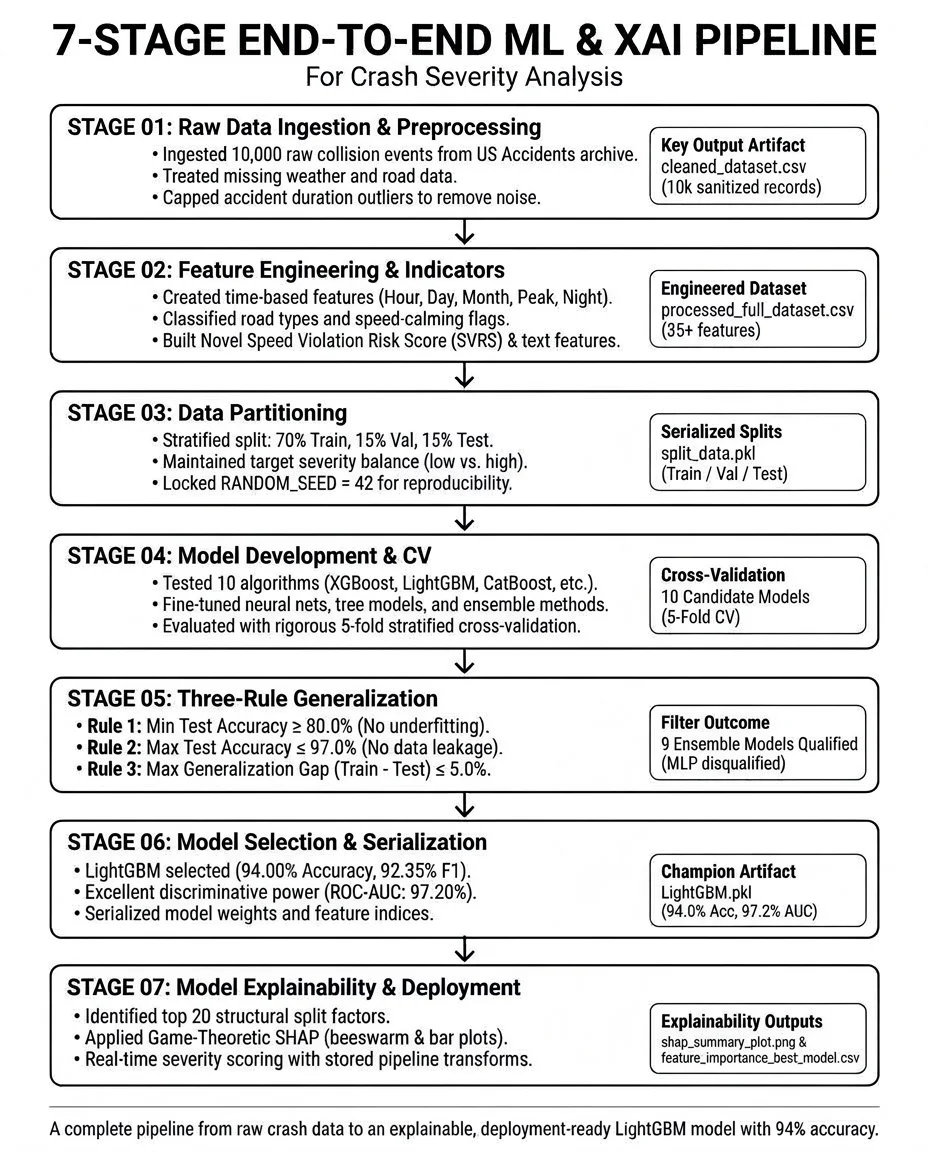 7-STAGE END-TO-END ML & XAI PIPELINE
For Crash Severity Analysis
STAGE 01: Raw Data Ingestion & Preprocessing
• Ingested 10,000 raw collision events from US Accidents archive.
• Treated missing weather and road data.
• Capped accident duration outliers to remove noise.
Key Output Artifact
cleaned_dataset.csv
(10k sanitized records)
STAGE 02: Feature Engineering & Indicators
• Created time-based features (Hour, Day, Month, Peak, Night).
• Classified road types and speed-calming flags.
• Built Novel Speed Violation Risk Score (SVRS) & text features.
Engineered Dataset
processed_full_dataset.csv
(35+ features)
STAGE 03: Data Partitioning
• Stratified split: 70% Train, 15% Val, 15% Test.
• Maintained target severity balance (low vs. high).
• Locked RANDOM_SEED = 42 for reproducibility.
Serialized Splits
split_data.pkl
(Train / Val / Test)
STAGE 04: Model Development & CV
• Tested 10 algorithms (XGBoost, LightGBM, CatBoost, etc.).
• Fine-tuned neural nets, tree models, and ensemble methods.
• Evaluated with rigorous 5-fold stratified cross-validation.
Cross-Validation
10 Candidate Models
(5-Fold CV)
STAGE 05: Three-Rule Generalization
• Rule 1: Min Test Accuracy ≥ 80.0% (No underfitting).
• Rule 2: Max Test Accuracy ≤ 97.0% (No data leakage).
• Rule 3: Max Generalization Gap (Train - Test) ≤ 5.0%.
Filter Outcome
9 Ensemble Models Qualified
(MLP disqualified)
STAGE 06: Model Selection & Serialization
• LightGBM selected (94.00% Accuracy, 92.35% F1).
• Excellent discriminative power (ROC-AUC: 97.20%).
• Serialized model weights and feature indices.
Champion Artifact
LightGBM.pkl
(94.0% Acc, 97.2% AUC)
STAGE 07: Model Explainability & Deployment
• Identified top 20 structural split factors.
• Applied Game-Theoretic SHAP (beeswarm & bar plots).
• Real-time severity scoring with stored pipeline transforms.
Explainability Outputs
shap_summary_plot.png &
feature_importance_best_model.csv
A complete pipeline from raw crash data to an explainable, deployment-ready LightGBM model with 94% accuracy.